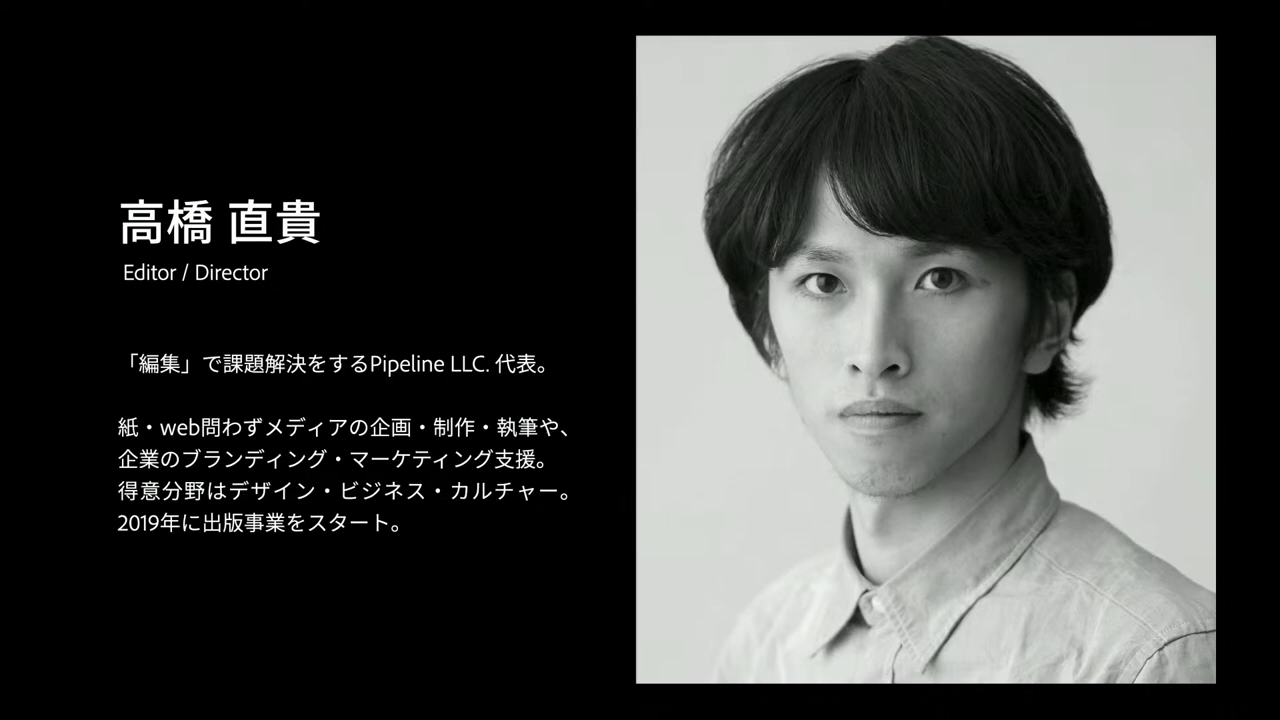 高橋 直貴
Editor / Director
「編集」で課題解決をするPipeline LLC. 代表。
紙・web問わずメディアの企画・制作・執筆や、
企業のブランディング・マーケティング支援。
得意分野はデザイン・ビジネス・カルチャー。
2019年に出版事業をスタート。